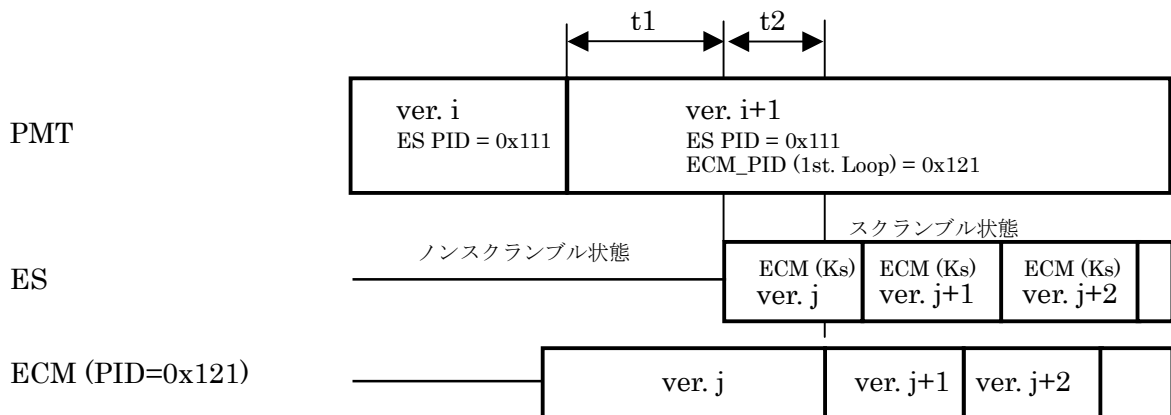 t1
t2
PMT
ver. i
ES PID = 0x111
ver. i+1
ES PID = 0x111
ECM_PID (1st. Loop) = 0x121
ノンスクランブル状態
スクランブル状態
ES
ECM (Ks)
ver. j
ECM (Ks)
ver. j+1
ECM (Ks)
ver. j+2
ECM (PID=0x121)
ver. j
ver. j+1
ver. j+2